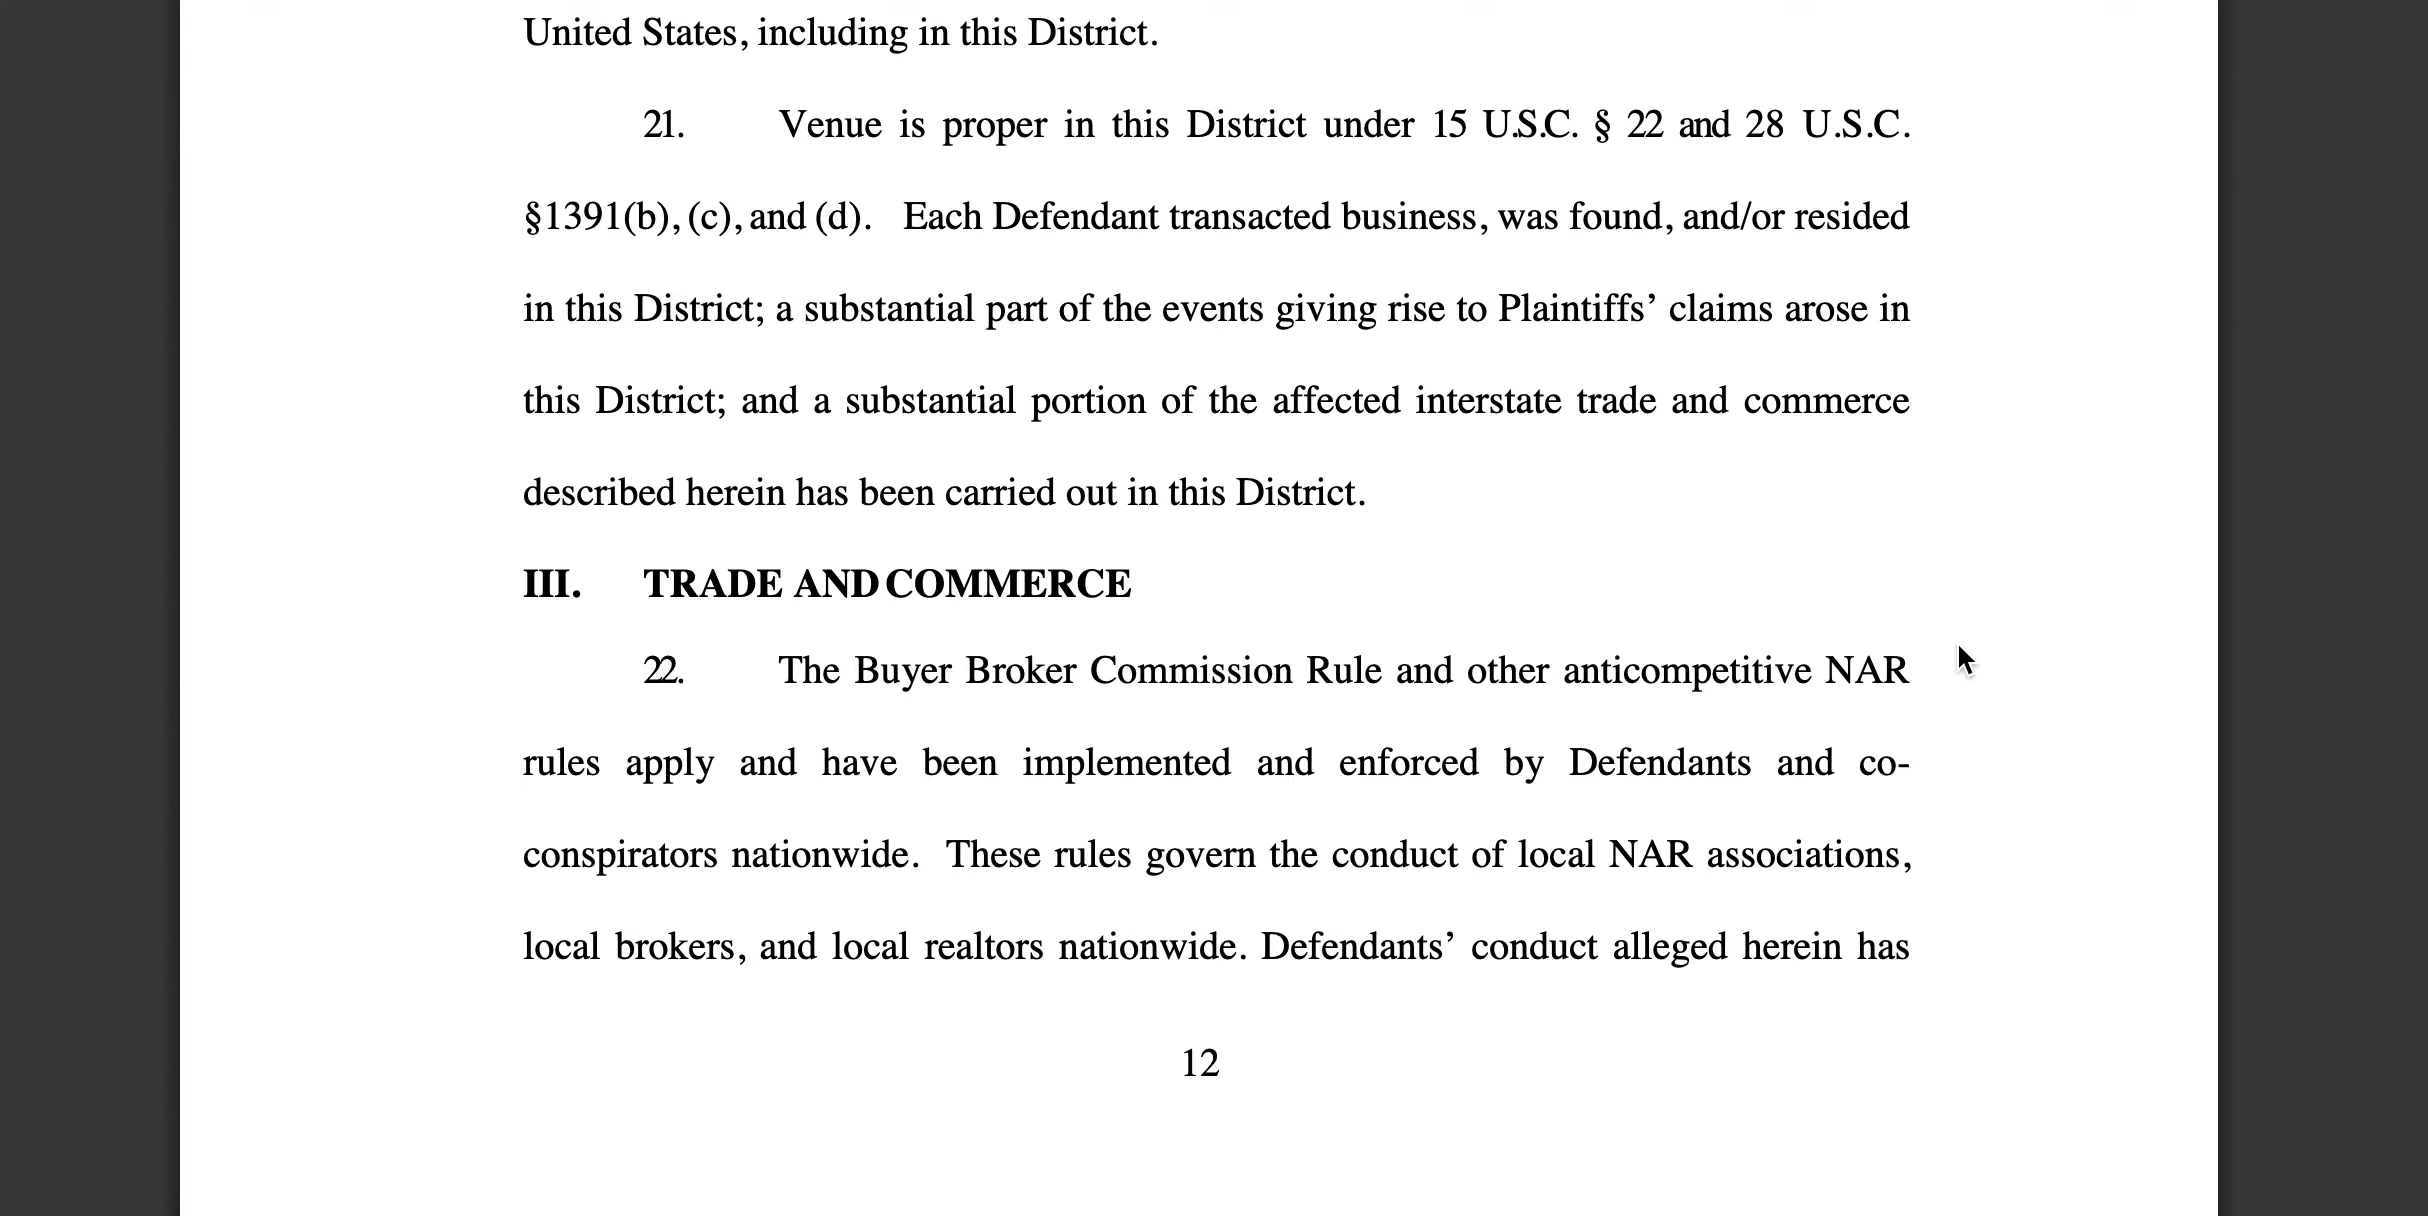 United States, including in this District.
21. Venue is proper in this District under 15 U.S.C. § 22 and 28 U.S.C.
§1391(b), (c), and (d). Each Defendant transacted business, was found, and/or resided
in this District; a substantial part of the events giving rise to Plaintiffs’ claims arose in
this District; and a substantial portion of the affected interstate trade and commerce
described herein has been carried out in this District.
III. TRADE AND COMMERCE
22. The Buyer Broker Commission Rule and other anticompetitive NAR
rules apply and have been implemented and enforced by Defendants and co-
conspirators nationwide. These rules govern the conduct of local NAR associations,
local brokers, and local realtors nationwide. Defendants’ conduct alleged herein has
12